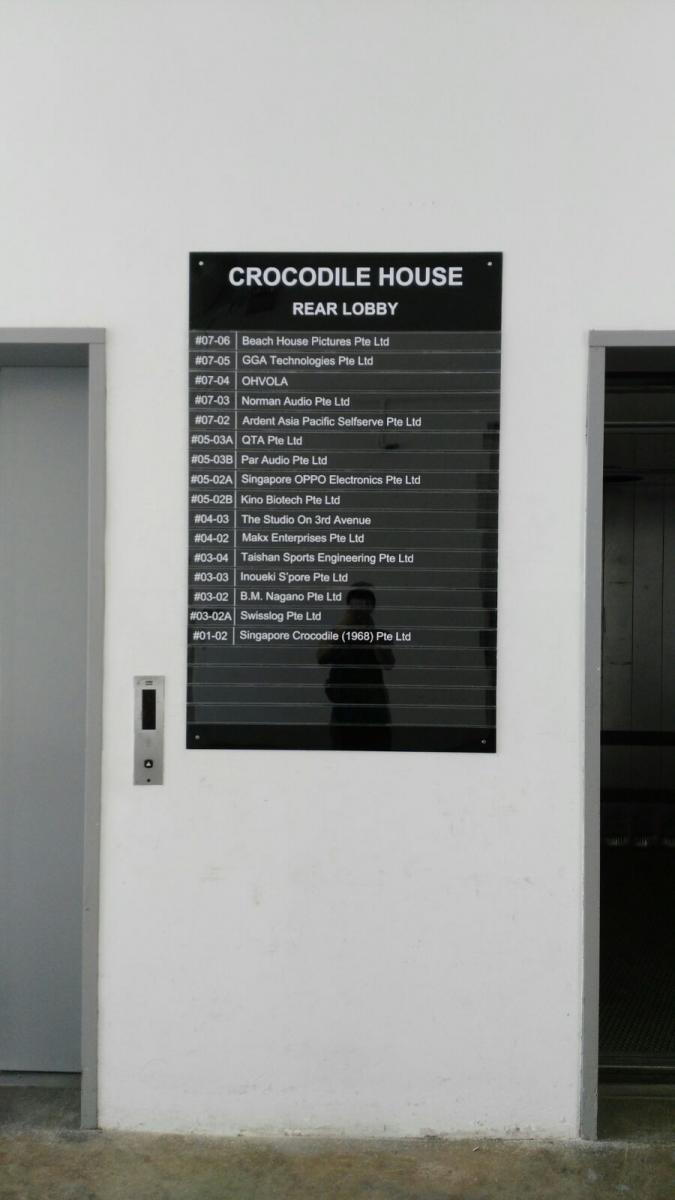 CROCODILE HOUSE
REAR LOBBY
#07-06 Beach House Pictures Pte Ltd
#07-05 GGA Technologies Pte Ltd
#07-04 OHVOLA
#07-03 Norman Audio Pte Ltd
#07-02 Ardent Asia Pacific Selfserve Pte Ltd
#05-03A QTA Pte Ltd
#05-03B Par Audio Pte Ltd
#05-02A Singapore OPPO Electronics Pte Ltd
#05-02B Kino Biotech Pte Ltd
#04-03 The Studio On 3rd Avenue
#04-02 Makx Enterprises Pte Ltd
#03-04 Taishan Sports Engineering Pte Ltd
#03-03 Inoueki S'pore Pte Ltd
#03-02 B.M. Nagano Pte Ltd
#03-02A Swisslog Pte Ltd
#01-02 Singapore Crocodile (1968) Pte Ltd